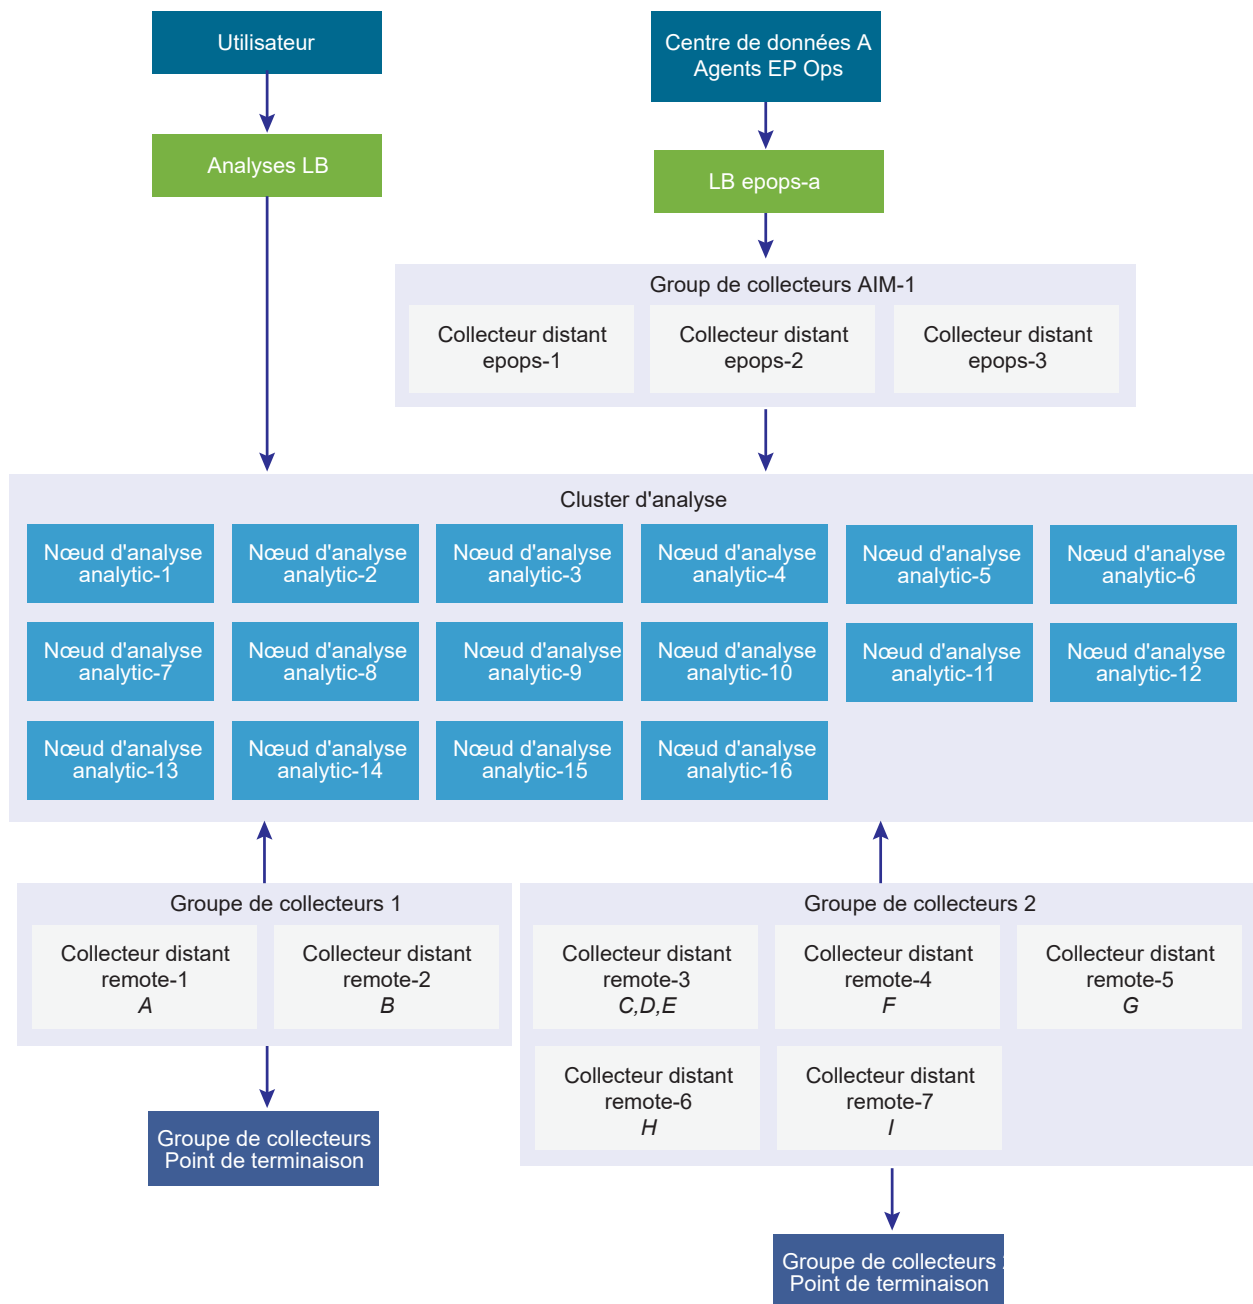 Utilisateur
Centre de données A
Agents EP Ops
Analyses LB
LB epops-a
Group de collecteurs AIM-1
Collecteur distant
epops-1
Collecteur distant
epops-2
Collecteur distant
epops-3
Cluster d'analyse
Nœud d'analyse
analytic-1
Nœud d'analyse
analytic-2
Nœud d'analyse
analytic-3
Nœud d'analyse
analytic-4
Nœud d'analyse
analytic-5
Nœud d'analyse
analytic-6
Nœud d'analyse
analytic-7
Nœud d'analyse
analytic-8
Nœud d'analyse
analytic-9
Nœud d'analyse
analytic-10
Nœud d'analyse
analytic-11
Nœud d'analyse
analytic-12
Nœud d'analyse
analytic-13
Nœud d'analyse
analytic-14
Nœud d'analyse
analytic-15
Nœud d'analyse
analytic-16
Groupe de collecteurs 1
Collecteur distant
remote-1
A
Collecteur distant
remote-2
B
Groupe de collecteurs 2
Collecteur distant
remote-3
C,D,E
Collecteur distant
remote-4
F
Collecteur distant
remote-5
G
Collecteur distant
remote-6
H
Collecteur distant
remote-7
I
Groupe de collecteurs
Point de terminaison
Groupe de collecteurs
Point de terminaison